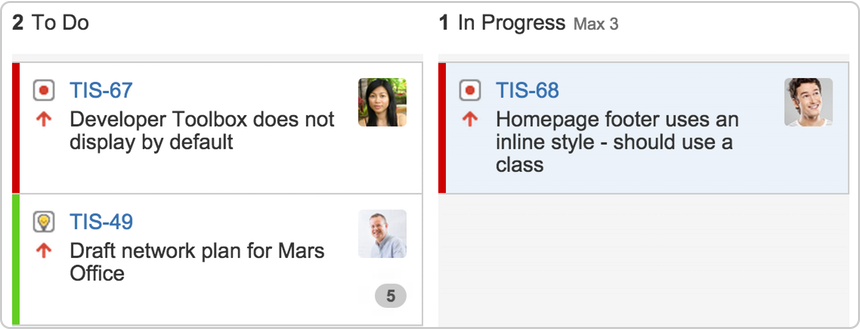 2 To Do
TIS-67
Developer Toolbox does not
display by default
TIS-49
Draft network plan for Mars
Office
5
1 In Progress Max 3
TIS-68
Homepage footer uses an
inline style - should use a
class